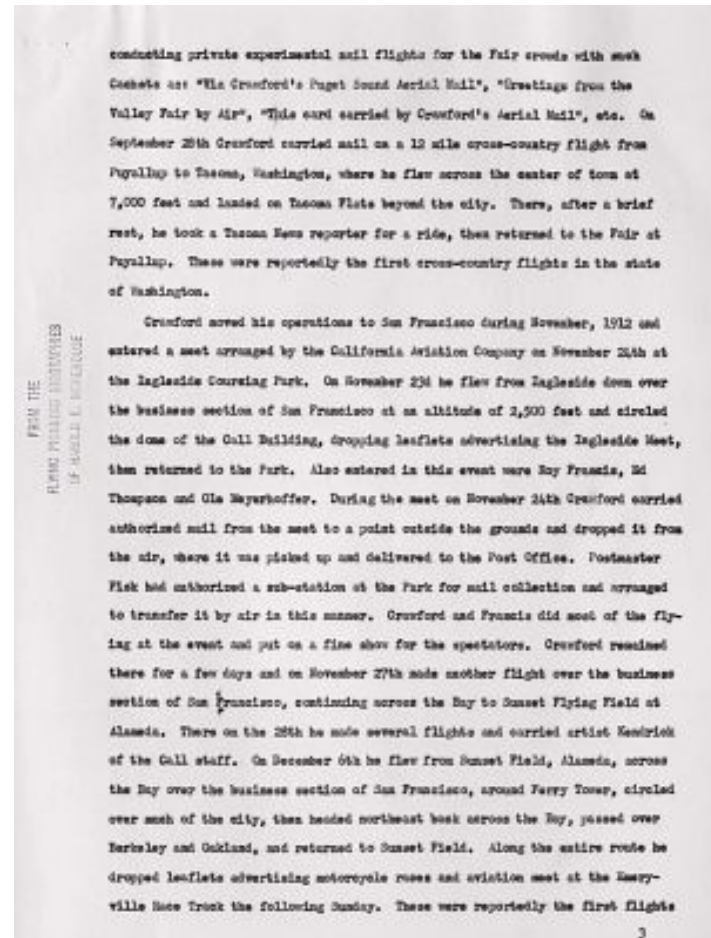 conducting private experimental mail flights for the Fair crowds with such
Cachets as: "Via Crawford's Puget Sound Aerial Mail", "Greetings from the
Valley Fair by Air", "This card carried by Crawford's Aerial Mail", etc. On
September 28th Crawford carried mail on a 12 mile cross-country flight from
Puyallup to Tacoma, Washington, where he flew across the center of town at
7,000 feet and landed on Tacoma Flats beyond the city. There, after a brief
rest, he took a Tacoma News reporter for a ride, then returned to the Fair at
Puyallup. These were reportedly the first cross-country flights in the state
of Washington.
Crawford moved his operations to San Francisco during November, 1912 and
entered a meet arranged by the California Aviation Company on November 24th at
the Ingleside Coursing Park. On November 23d he flew from Ingleside down over
the business section of San Francisco at an altitude of 2,500 feet and circled
the dome of the Call Building, dropping leaflets advertising the Ingleside Meet,
then returned to the Park. Also entered in this event were Roy Francis, Ed
Thompson and Ole Meyerhoffer. During the meet on November 24th Crawford carried
authorized mail from the meet to a point outside the grounds and dropped it from
the air, where it was picked up and delivered to the Post Office. Postmaster
Fisk had authorized a sub-station at the Park for mail collection and arranged
to transfer it by air in this manner. Crawford and Francis did most of the fly-
ing at the event and put on a fine show for the spectators. Crawford remained
there for a few days and on November 27th made another flight over the business
section of San Francisco, continuing across the Bay to Sunset Flying Field at
Alameda. There on the 28th he made several flights and carried artist Kendrick
of the Call staff. On December 6th he flew from Sunset Field, Alameda, across
the Bay over the business section of San Francisco, around Ferry Tower, circled
over much of the city, then headed northeast back across the Bay, passed over
Berkeley and Oakland, and returned to Sunset Field. Along the entire route he
dropped leaflets advertising motorcycle races and aviation meet at the Emery-
ville Race Track the following Sunday. These were reportedly the first flights
3
FROM THE
FLYING PIONEERS BIOGRAPHIES
OF HAROLD E. MOREHOUSE